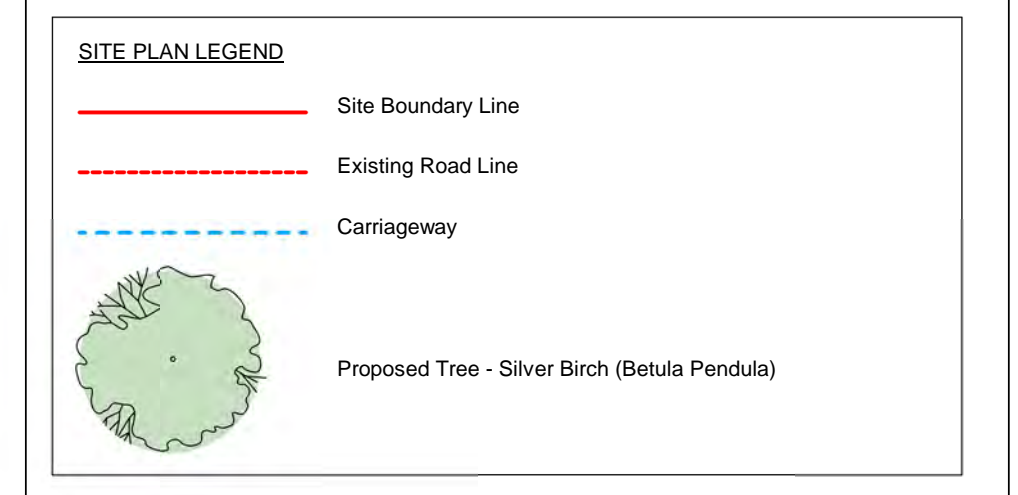 SITE PLAN LEGEND
Site Boundary Line
Existing Road Line
Carriageway
Proposed Tree - Silver Birch (Betula Pendula)